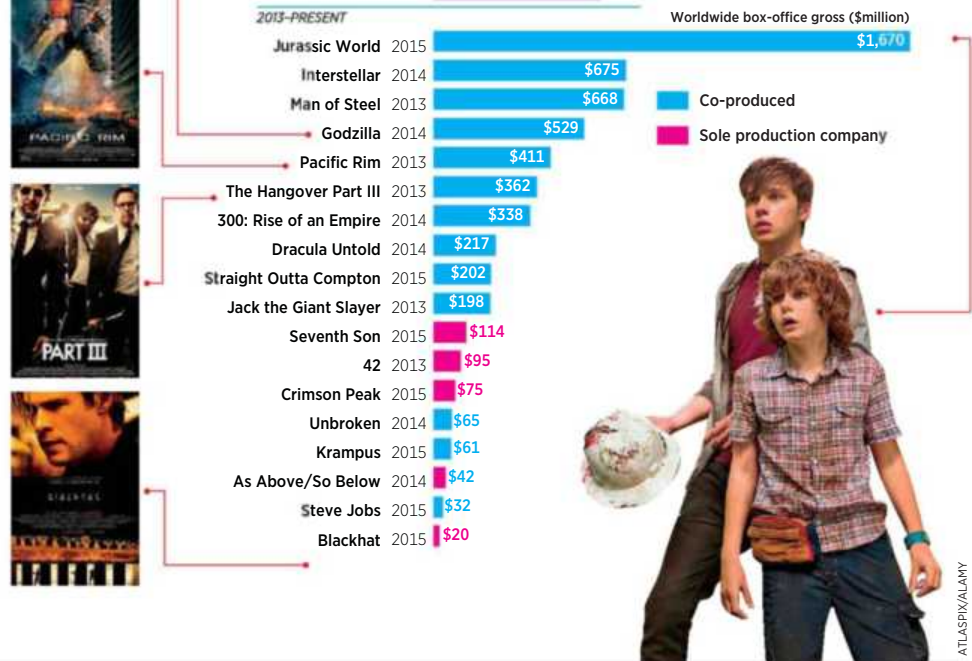 2013–PRESENT
Worldwide box-office gross ($million)
Jurassic World 2015 $1,670
Interstellar 2014 $675
Man of Steel 2013 $668
Godzilla 2014 $529
Pacific Rim 2013 $411
The Hangover Part III 2013 $362
300: Rise of an Empire 2014 $338
Dracula Untold 2014 $217
Straight Outta Compton 2015 $202
Jack the Giant Slayer 2013 $198
Seventh Son 2015 $114
42 2013 $95
Crimson Peak 2015 $75
Unbroken 2014 $65
Krampus 2015 $61
As Above/So Below 2014 $42
Steve Jobs 2015 $32
Blackhat 2015 $20
Co-produced
Sole production company
PACIFIC RIM
PART III
ATLASPIX/ALAMY